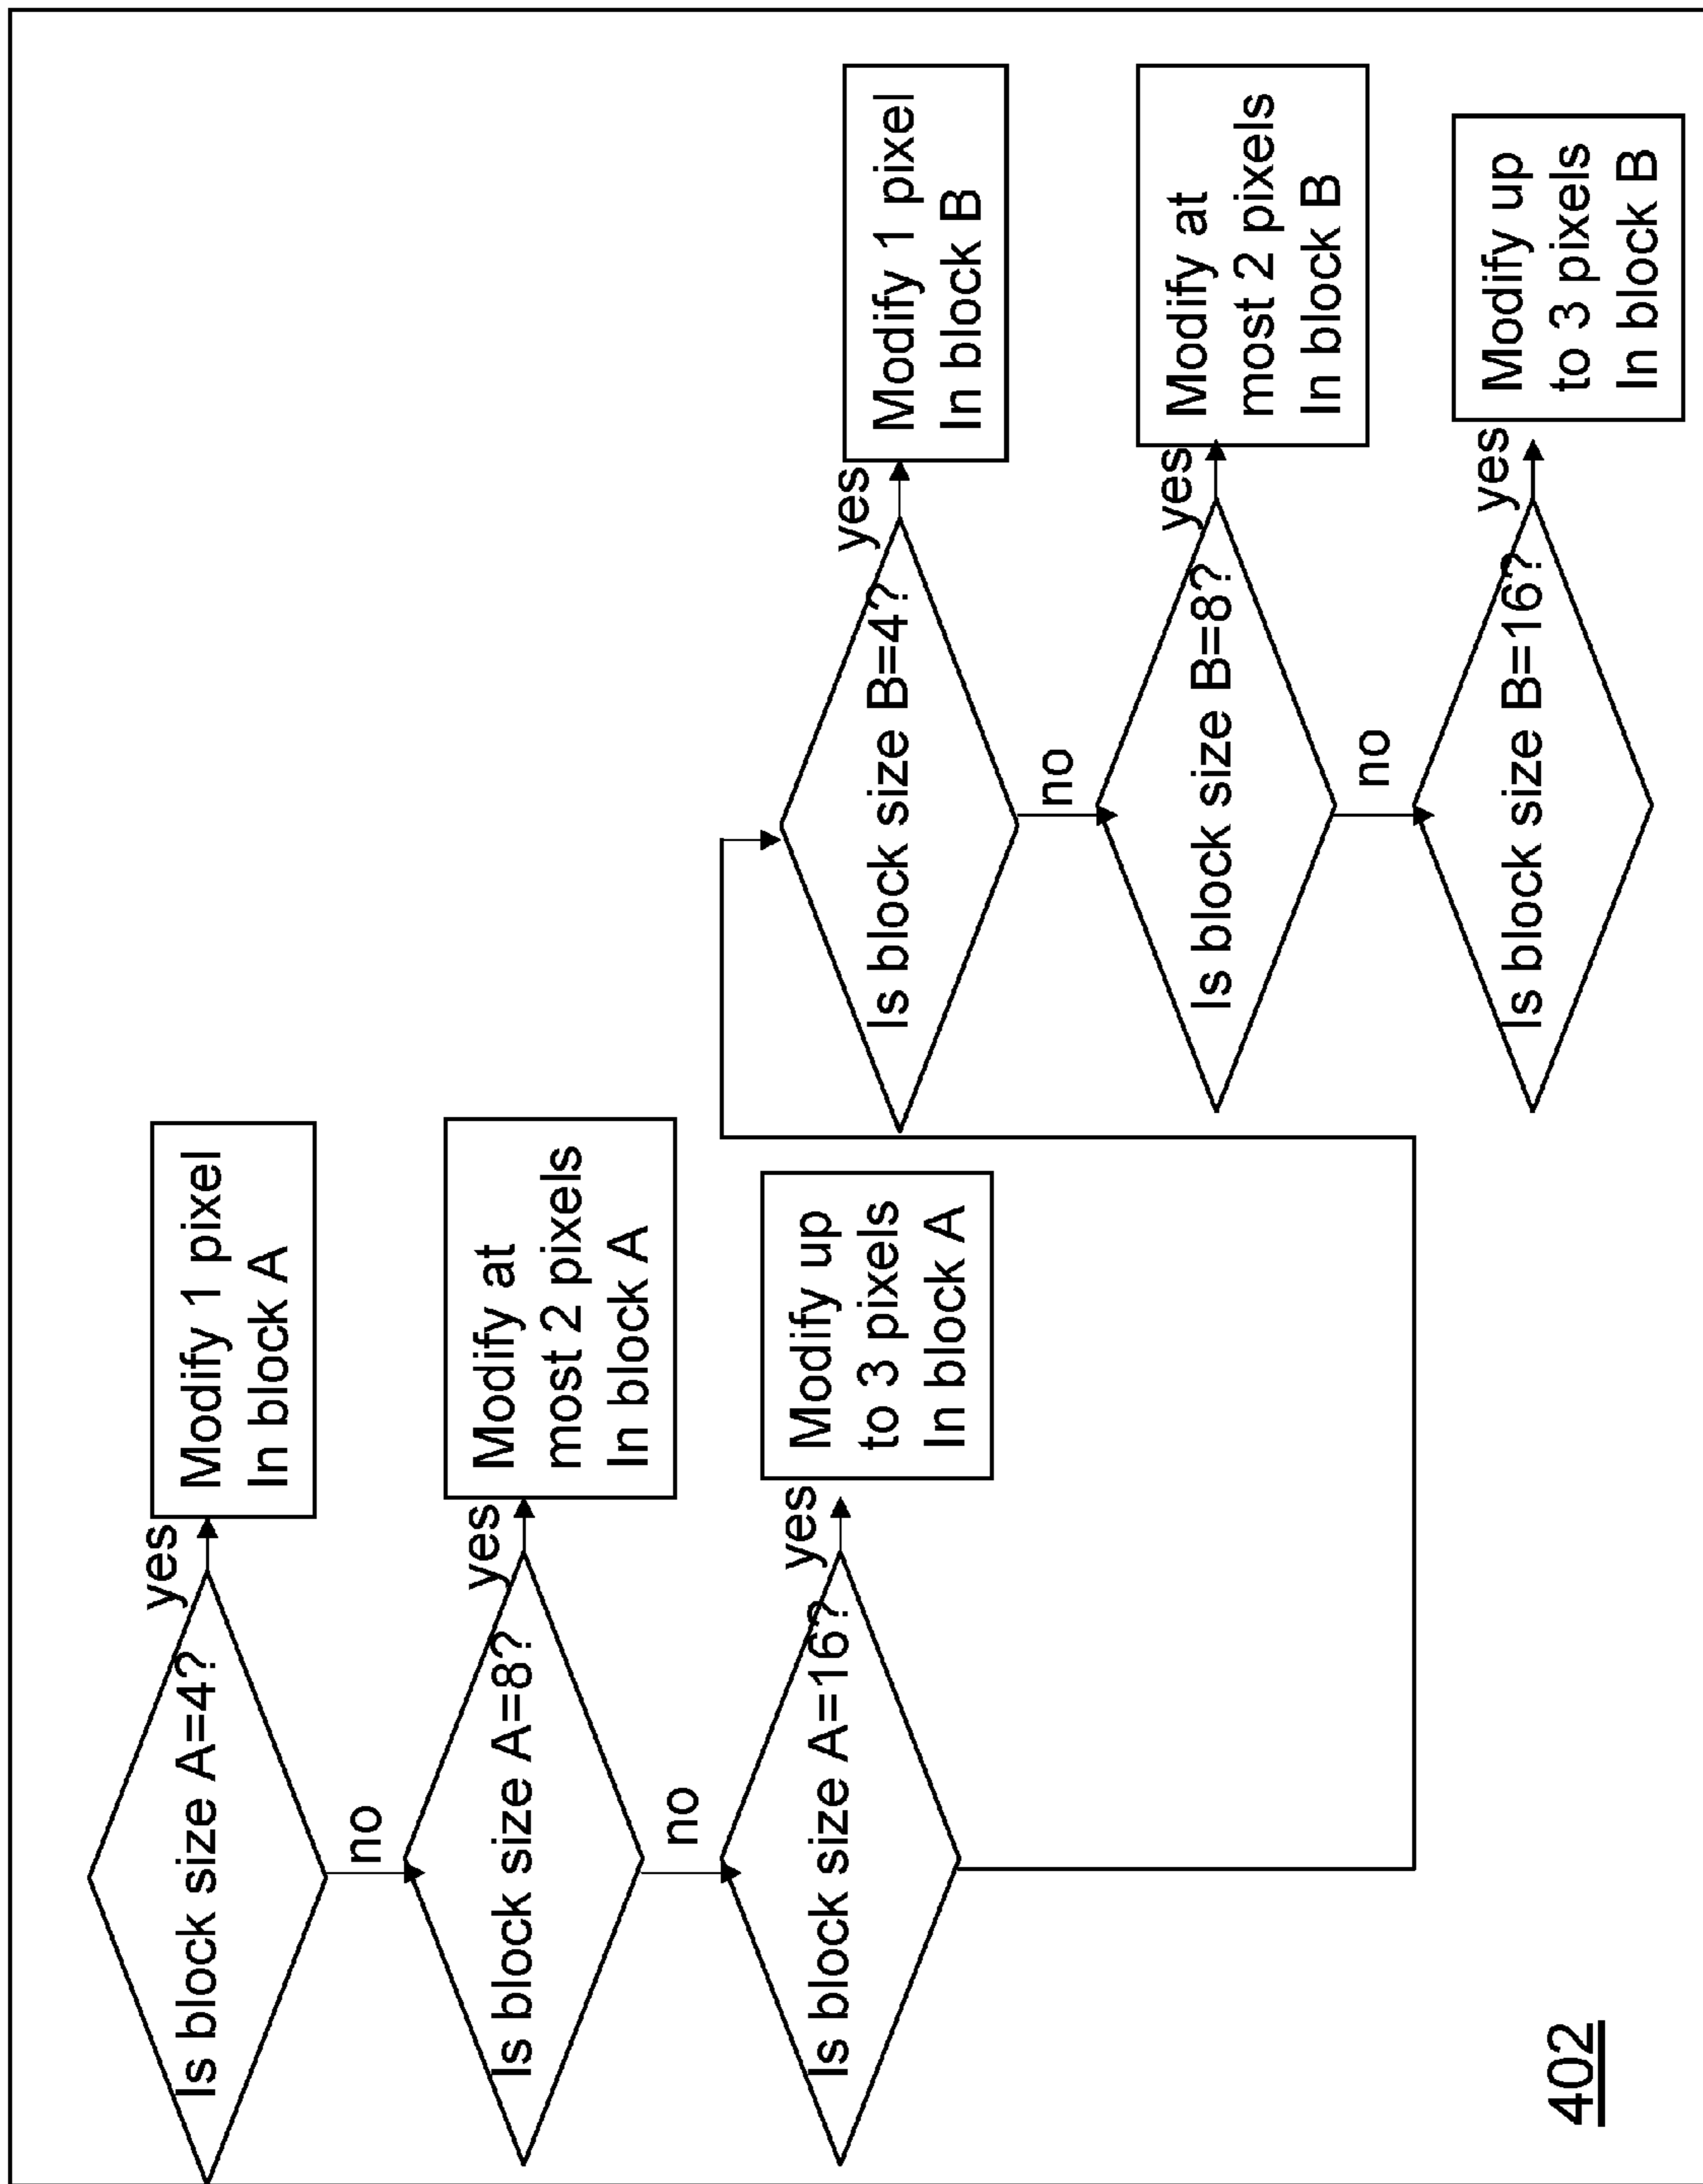 Is block size A=4?
yes
Modify 1 pixel
In block A
no
Is block size A=8?
yes
Modify at
most 2 pixels
In block A
no
Is block size A=16?
yes
Modify up
to 3 pixels
In block A
Is block size B=4?
yes
Modify 1 pixel
In block B
no
Is block size B=8?
yes
Modify at
most 2 pixels
In block B
no
Is block size B=16?
yes
Modify up
to 3 pixels
In block B
402